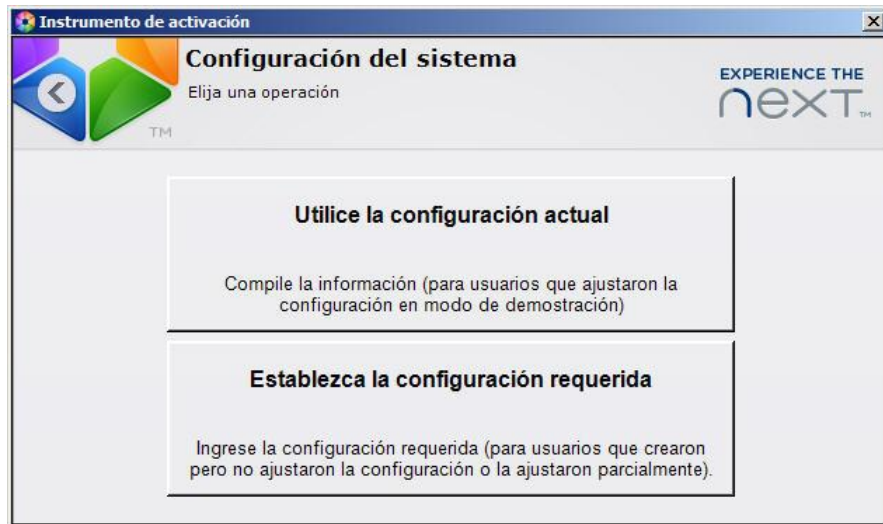 Instrumento de activación
Configuración del sistema
Elija una operación
EXPERIENCE THE
next™
TM
Utilice la configuración actual
Compile la información (para usuarios que ajustaron la
configuración en modo de demostración)
Establezca la configuración requerida
Ingrese la configuración requerida (para usuarios que crearon
pero no ajustaron la configuración o la ajustaron parcialmente).